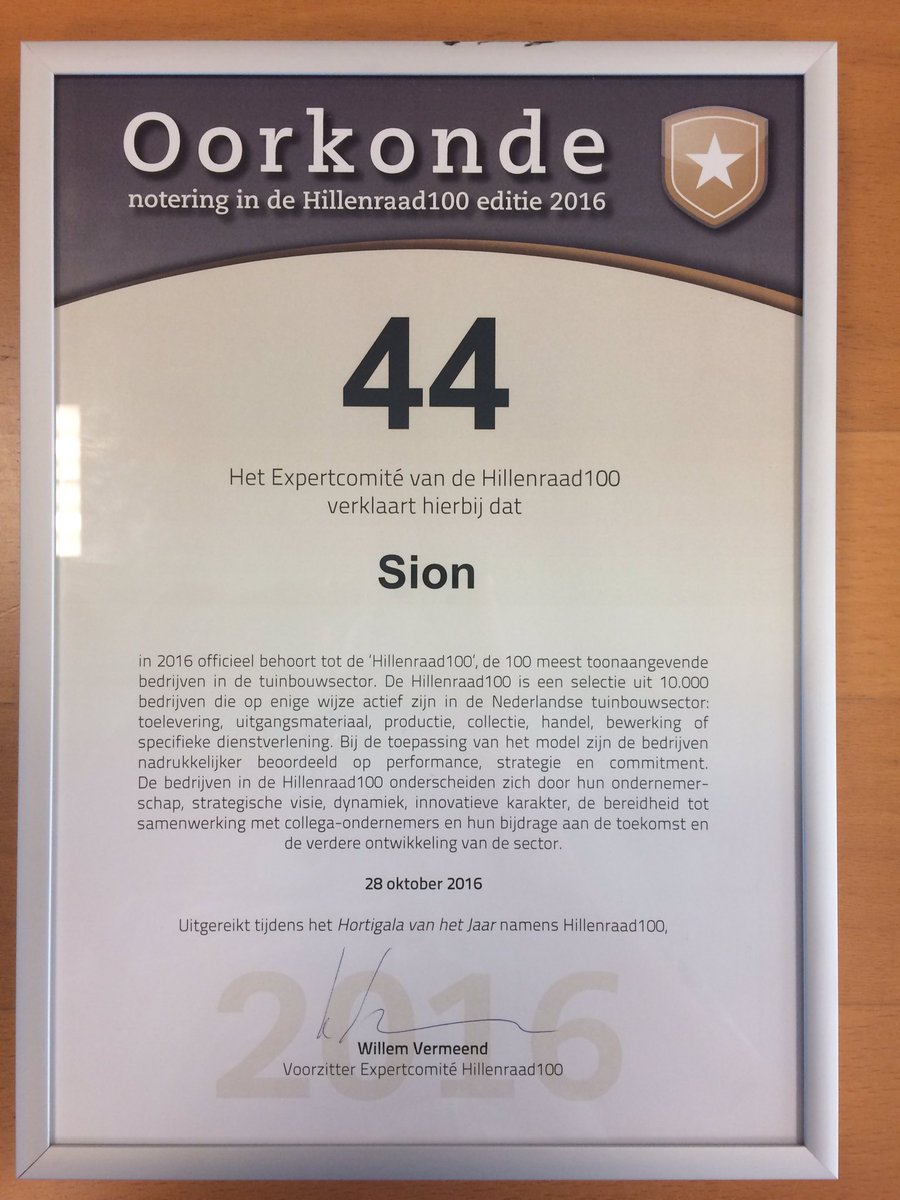 Oorkonde
notering in de Hillenraad100 editie 2016
44
Het Expertcomité van de Hillenraad100
verklaart hierbij dat
Sion
in 2016 officieel behoort tot de ‘Hillenraad100’, de 100 meest toonaangevende
bedrijven in de tuinbouwsector. De Hillenraad100 is een selectie uit 10.000
bedrijven die op enige wijze actief zijn in de Nederlandse tuinbouwsector:
toelevering, uitgangsmateriaal, productie, collectie, handel, bewerking of
specifieke dienstverlening. Bij de toepassing van het model zijn de bedrijven
nadrukkelijker beoordeeld op performance, strategie en commitment.
De bedrijven in de Hillenraad100 onderscheiden zich door hun ondernemer-
schap, strategische visie, dynamiek, innovatieve karakter, de bereidheid tot
samenwerking met collega-ondernemers en hun bijdrage aan de toekomst en
de verdere ontwikkeling van de sector.
28 oktober 2016
Uitgereikt tijdens het Hortigala van het Jaar namens Hillenraad100,
2016
Willem Vermeend
Voorzitter Expertcomité Hillenraad100